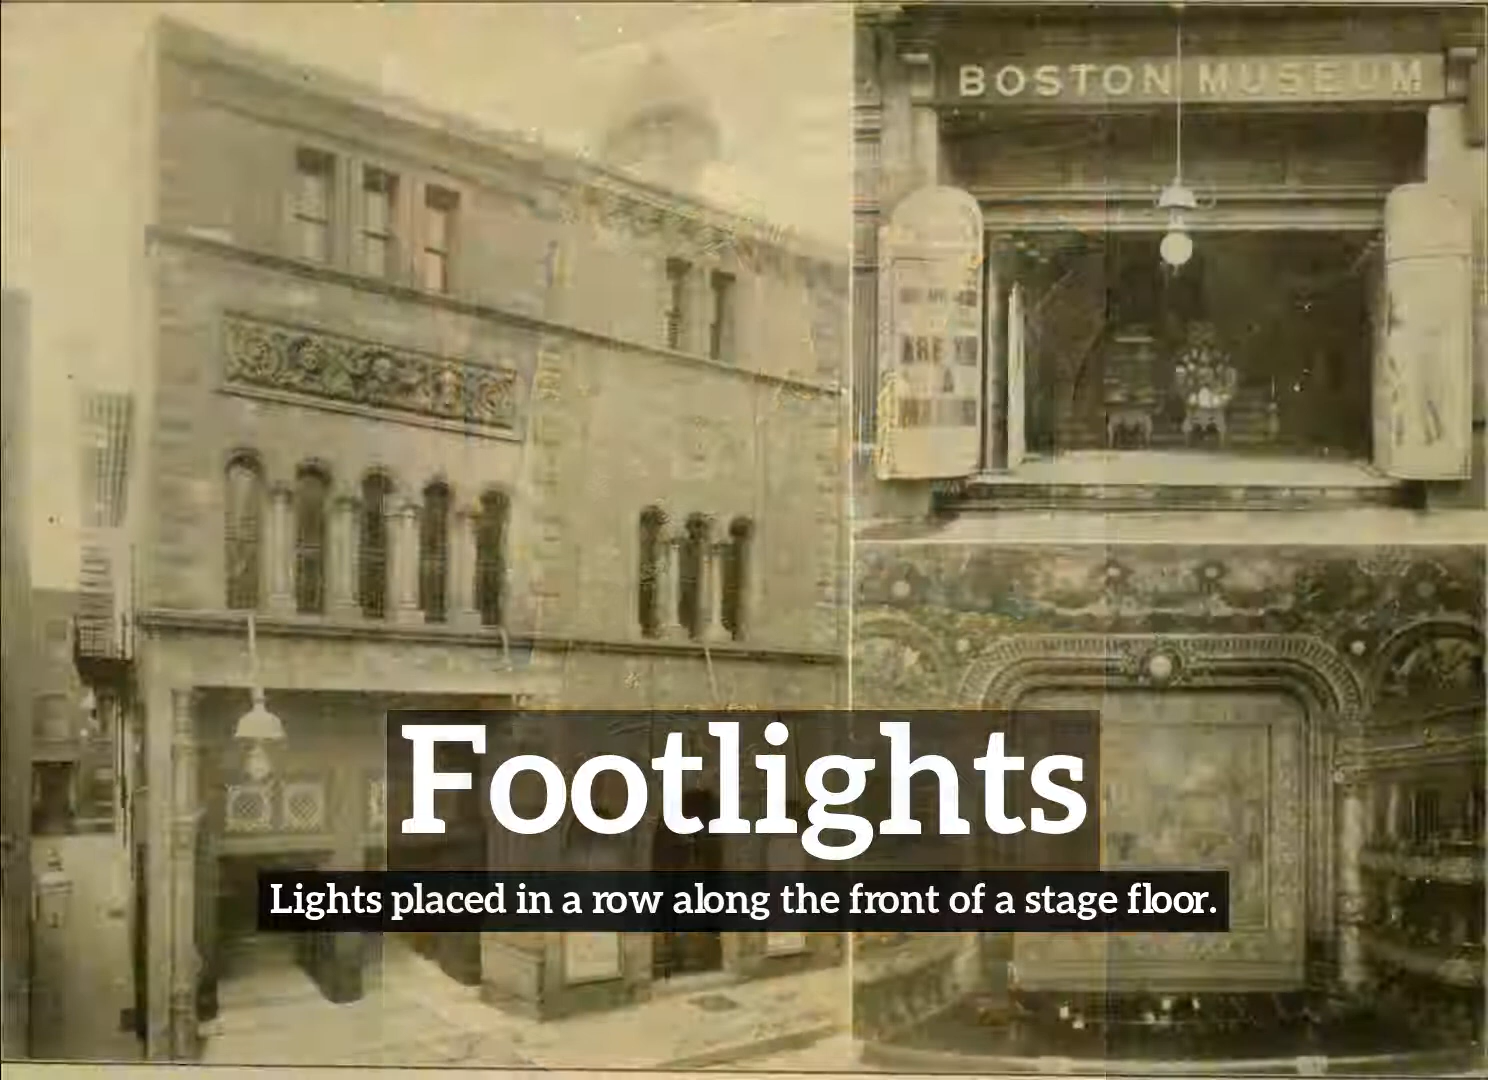 BOSTON MUSEUM
Footlights
Lights placed in a row along the front of a stage floor.